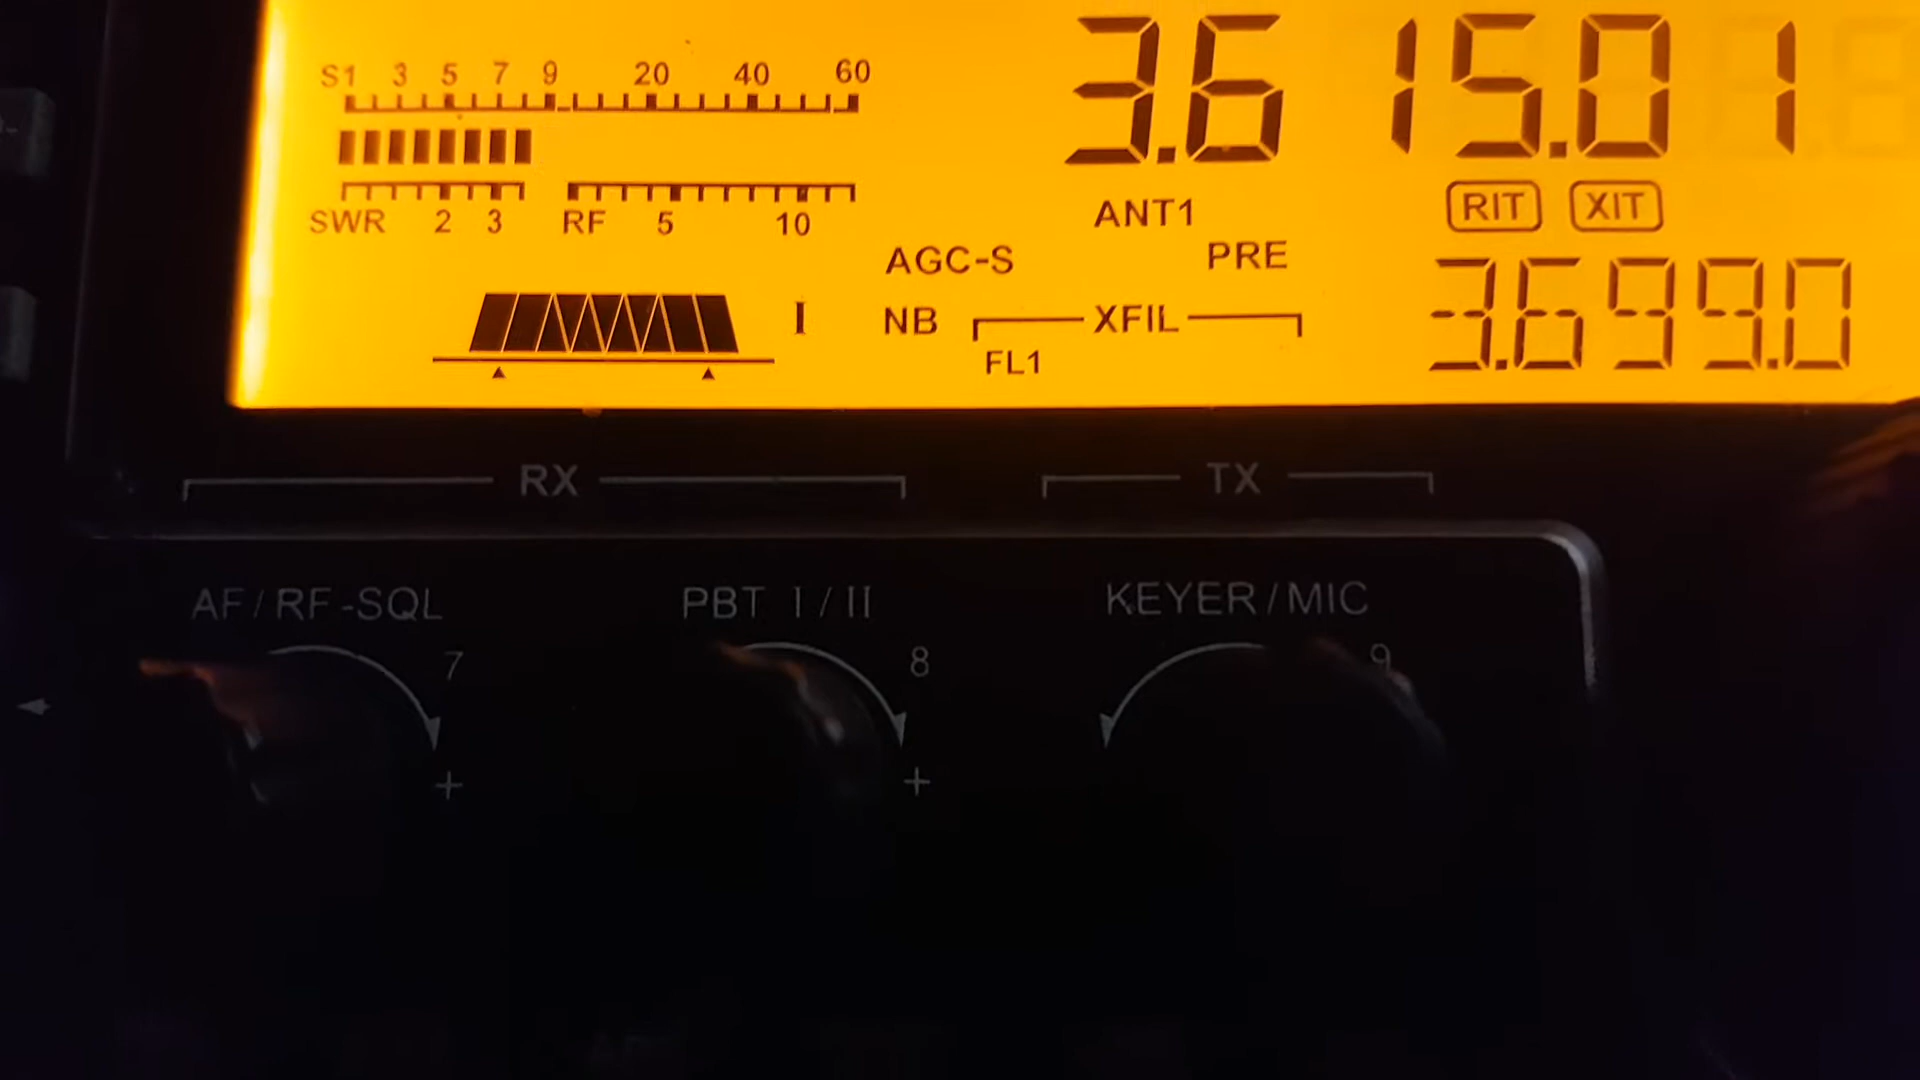 S1 3 5 7 9 20 40 60
3.615.01 1
SWR 2 3 RF 5 10
ANT1
RIT XIT
AGC-S PRE
I NB XFIL
FL1
3.699.0
RX TX
AF/RF-SQL PBT I/II KEYER/MIC
7 8 9
+ +